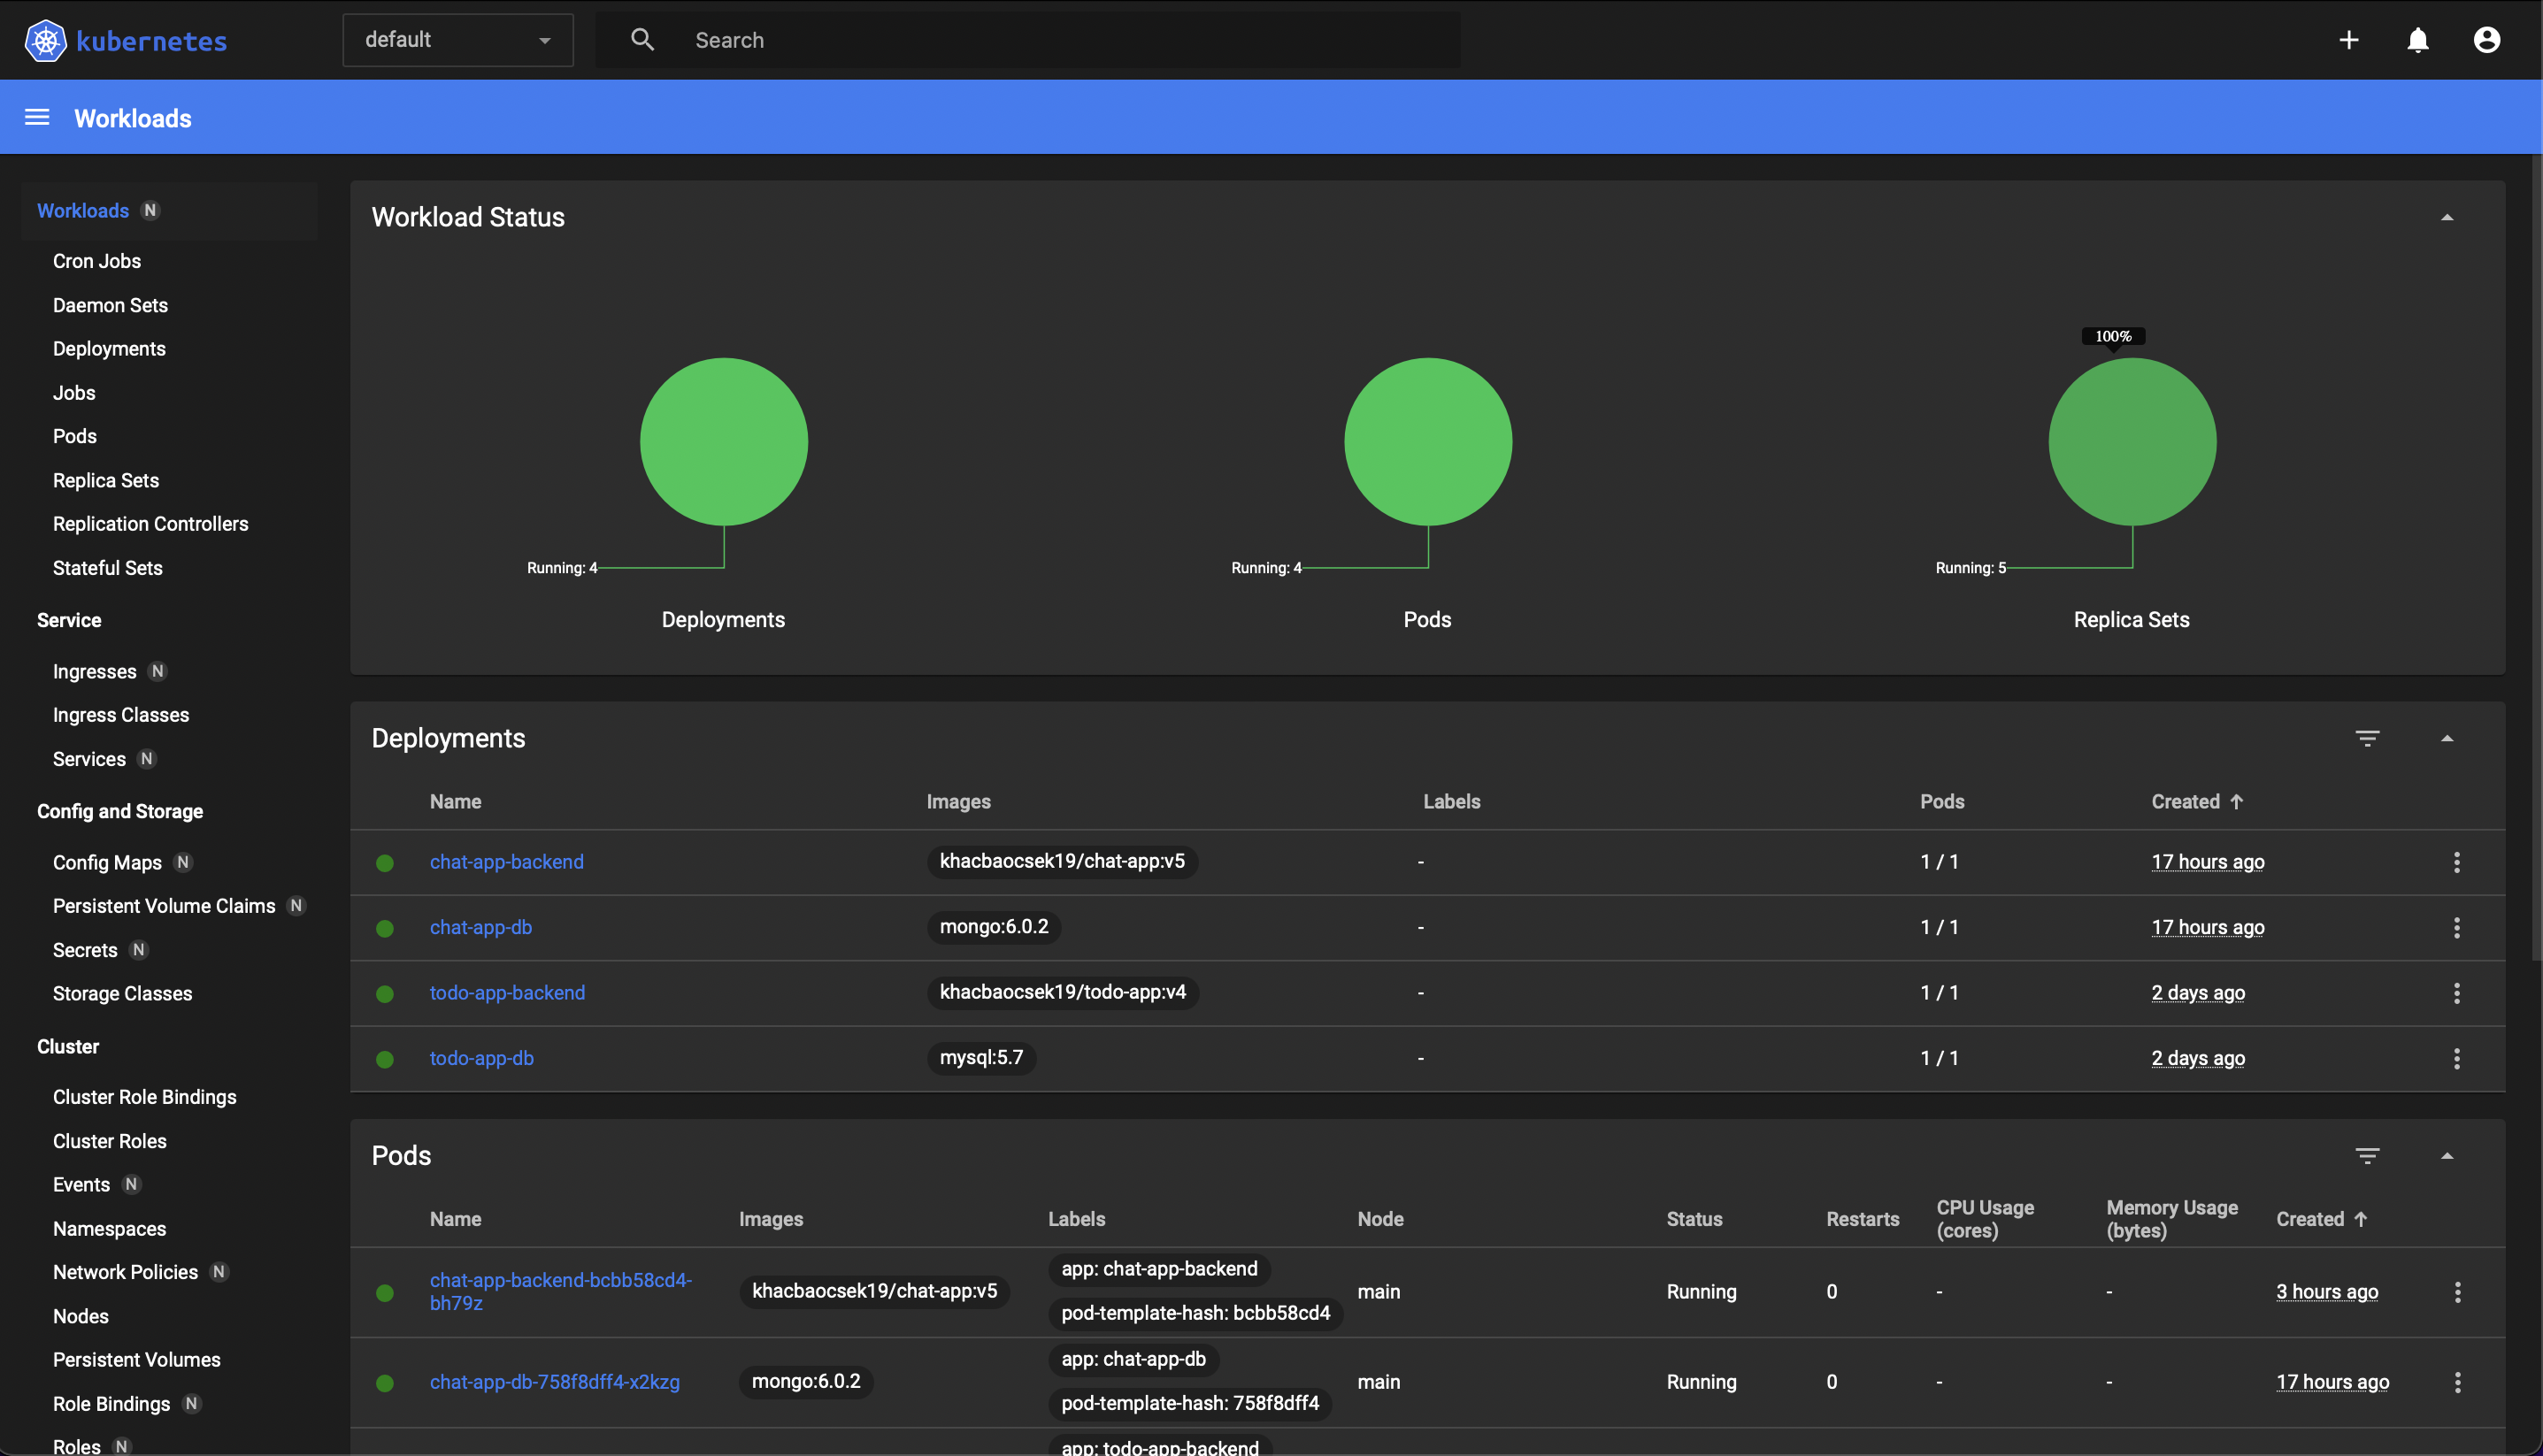 kubernetes
default
Search
Workloads
Workloads N
Cron Jobs
Daemon Sets
Deployments
Jobs
Pods
Replica Sets
Replication Controllers
Stateful Sets
Service
Ingresses N
Ingress Classes
Services N
Config and Storage
Config Maps N
Persistent Volume Claims N
Secrets N
Storage Classes
Cluster
Cluster Role Bindings
Cluster Roles
Events N
Namespaces
Network Policies N
Nodes
Persistent Volumes
Role Bindings N
Roles N
Workload Status
100%
Running: 4
Running: 4
Running: 5
Deployments
Pods
Replica Sets
Deployments
Name Images Labels Pods Created
chat-app-backend khacbaocsek19/chat-app:v5 - 1 / 1 17 hours ago
chat-app-db mongo:6.0.2 - 1 / 1 17 hours ago
todo-app-backend khacbaocsek19/todo-app:v4 - 1 / 1 2 days ago
todo-app-db mysql:5.7 - 1 / 1 2 days ago
Pods
Name Images Labels Node Status Restarts CPU Usage (cores) Memory Usage (bytes) Created
chat-app-backend-bcbb58cd4-
bh79z
khacbaocsek19/chat-app:v5
app: chat-app-backend
pod-template-hash: bcbb58cd4
main Running 0 - - 3 hours ago
chat-app-db-758f8dff4-x2kzg
mongo:6.0.2
app: chat-app-db
pod-template-hash: 758f8dff4
main Running 0 - - 17 hours ago
app: todo-app-backend